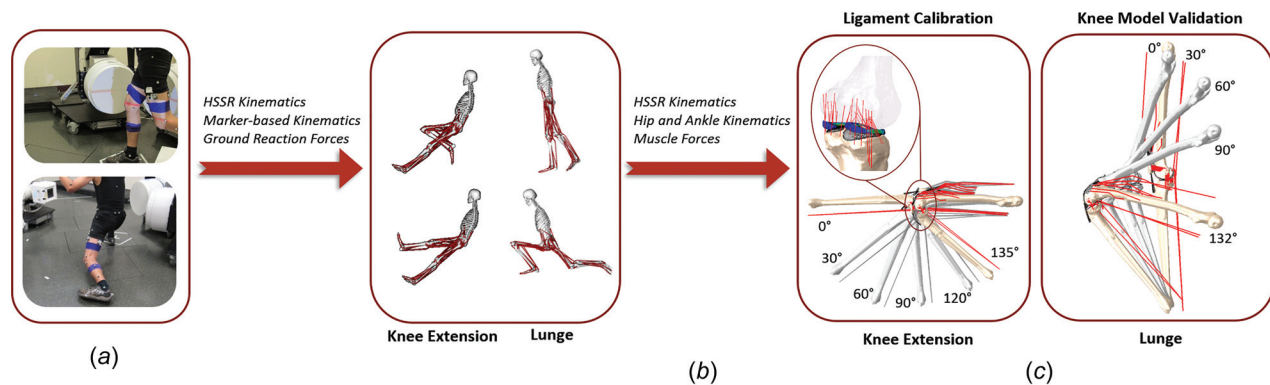 Ligament Calibration
Knee Model Validation
HSSR Kinematics
Marker-based Kinematics
Ground Reaction Forces
HSSR Kinematics
Hip and Ankle Kinematics
Muscle Forces
0°
30°
60°
90°
120°
135°
0°
30°
60°
90°
132°
Knee Extension
Lunge
Knee Extension
Lunge
(a)
(b)
(c)